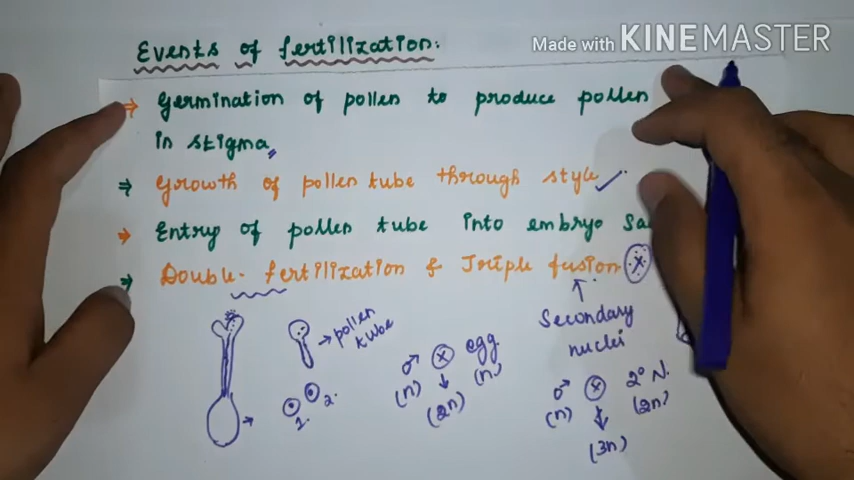 Made with KINEMASTER
Events of fertilization.
⇒ Germination of pollen to produce pollen
in stigma
⇒ Growth of pollen tube through style ✓
⇒ Entry of pollen tube into embryo
⇒ Double-fertilization & Triple fusion
Secondary
nuclei
→ pollen
tube
1. 2.
♂ ⊗ egg
(n) ↓ (n)
(2n)
♂ ⊗ 2° N.
(n) ↓ (2n)
(3n)